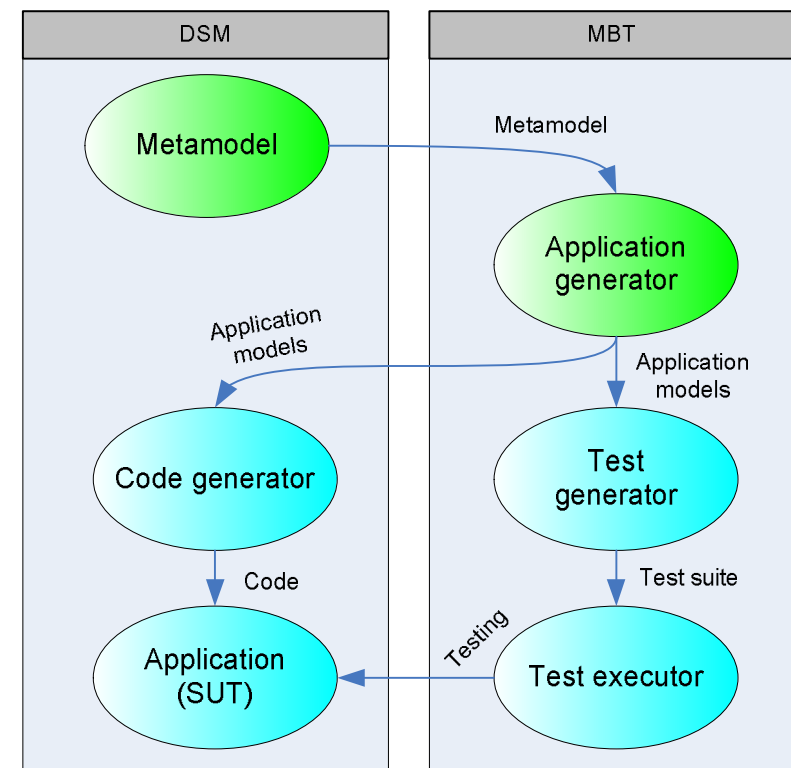 DSM
MBT
Metamodel
Metamodel
Application
generator
Application
models
Application
models
Code generator
Test
generator
Code
Test suite
Testing
Application
(SUT)
Test executor